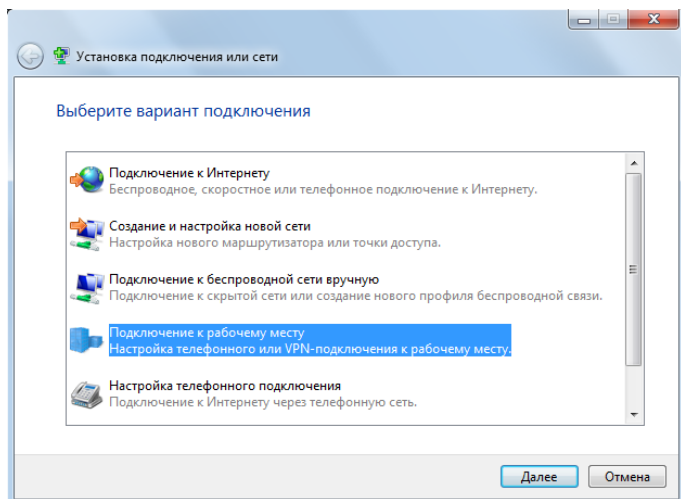 Установка подключения или сети
Выберите вариант подключения
Подключение к Интернету
Беспроводное, скоростное или телефонное подключение к Интернету.
Создание и настройка новой сети
Настройка нового маршрутизатора или точки доступа.
Подключение к беспроводной сети вручную
Подключение к скрытой сети или создание нового профиля беспроводной связи.
Подключение к рабочему месту
Настройка телефонного или VPN-подключения к рабочему месту.
Настройка телефонного подключения
Подключение к Интернету через телефонную сеть.
Далее Отмена